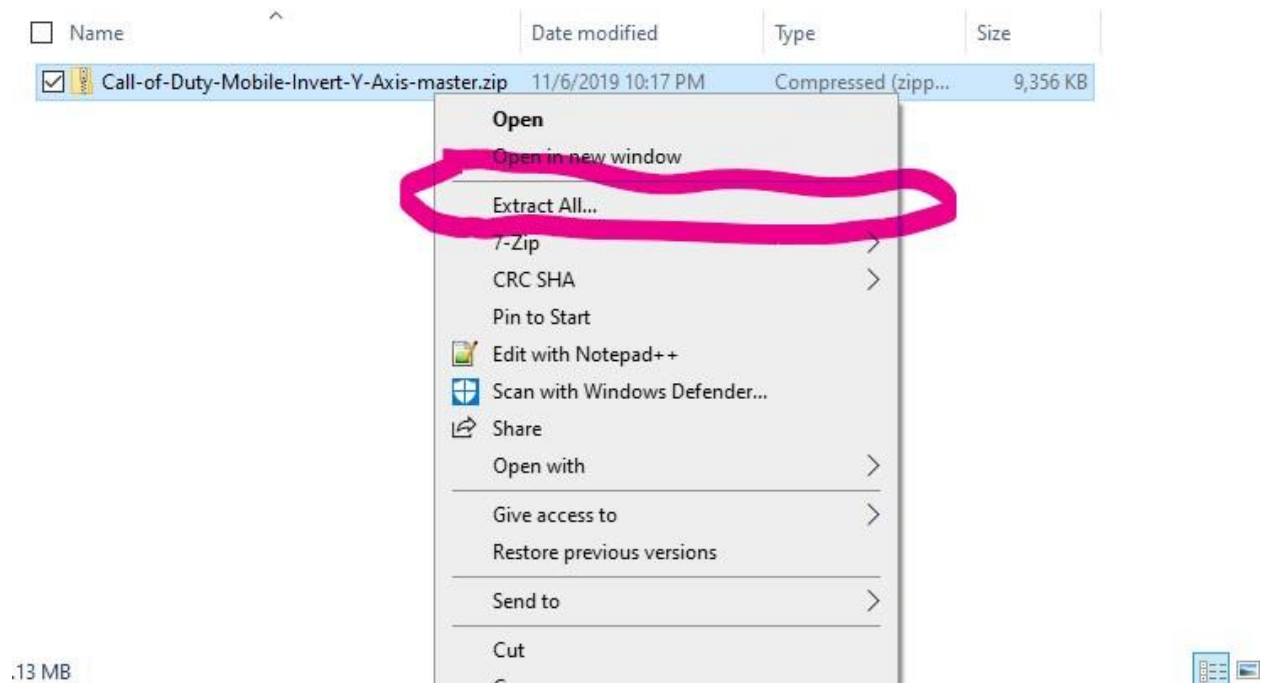 Name Date modified Type Size
Call-of-Duty-Mobile-Invert-Y-Axis-master.zip 11/6/2019 10:17 PM Compressed (zipp... 9,356 KB
Open
Open in new window
Extract All...
7-Zip
CRC SHA
Pin to Start
Edit with Notepad++
Scan with Windows Defender...
Share
Open with
Give access to
Restore previous versions
Send to
Cut
.13 MB